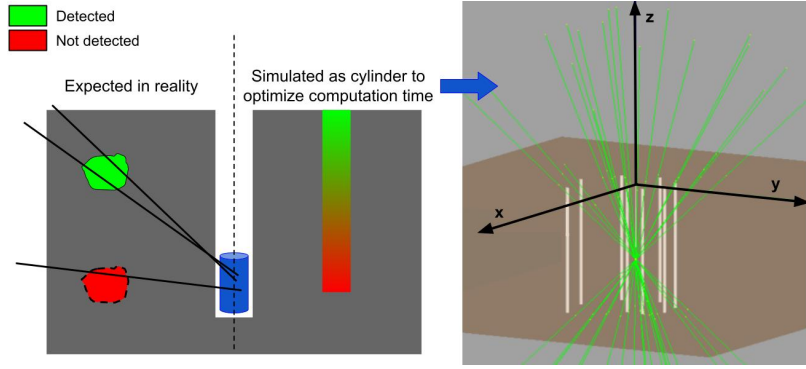 Detected
Not detected
Expected in reality
Simulated as cylinder to
optimize computation time
z
y
x